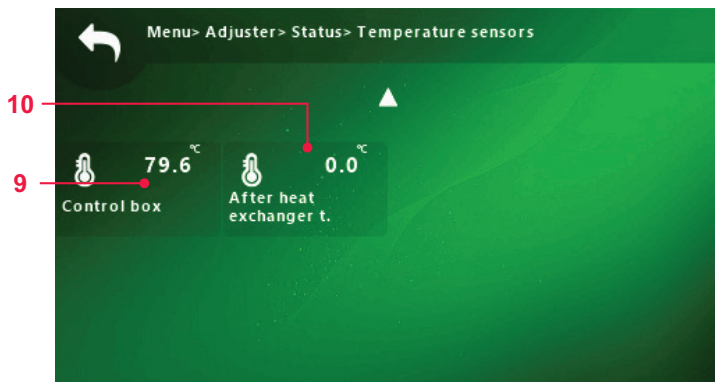 Menu> Adjuster> Status> Temperature sensors
10
79.6 °C
0.0 °C
9
Control box
After heat
exchanger t.